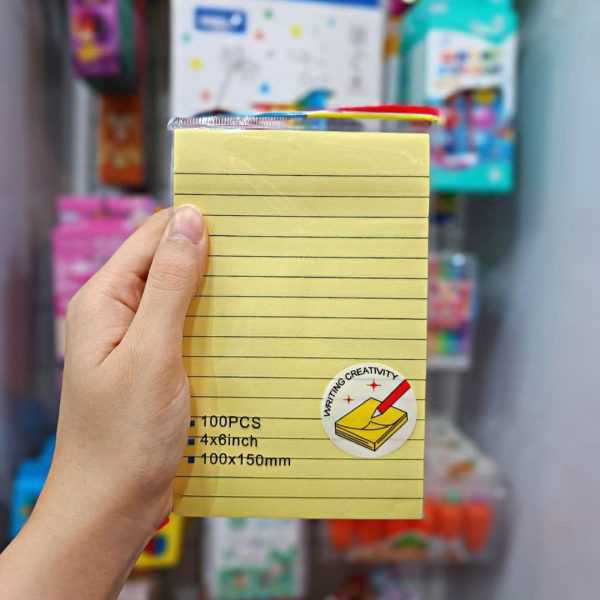 WRITING CREATIVITY
100PCS
4x6inch
100x150mm